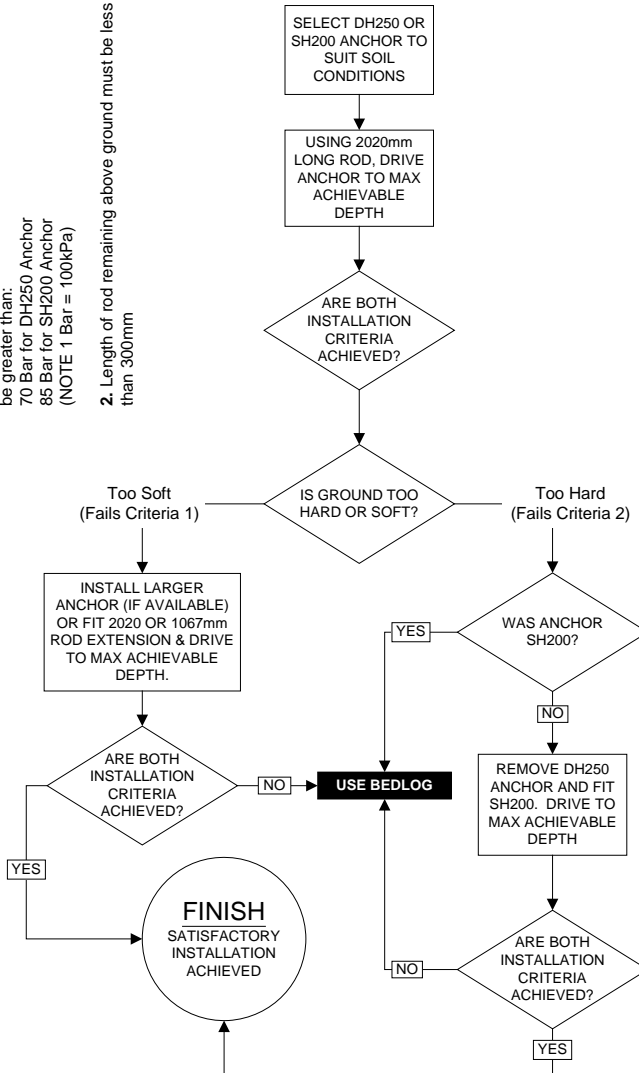 be greater than:
70 Bar for DH250 Anchor
85 Bar for SH200 Anchor
(NOTE 1 Bar = 100kPa)
2. Length of rod remaining above ground must be less
than 300mm
SELECT DH250 OR
SH200 ANCHOR TO
SUIT SOIL
CONDITIONS
USING 2020mm
LONG ROD, DRIVE
ANCHOR TO MAX
ACHIEVABLE
DEPTH
ARE BOTH
INSTALLATION
CRITERIA
ACHIEVED?
IS GROUND TOO
HARD OR SOFT?
Too Soft
(Fails Criteria 1)
Too Hard
(Fails Criteria 2)
INSTALL LARGER
ANCHOR (IF AVAILABLE)
OR FIT 2020 OR 1067mm
ROD EXTENSION & DRIVE
TO MAX ACHIEVABLE
DEPTH.
WAS ANCHOR
SH200?
YES
NO
ARE BOTH
INSTALLATION
CRITERIA
ACHIEVED?
NO
USE BEDLOG
REMOVE DH250
ANCHOR AND FIT
SH200. DRIVE TO
MAX ACHIEVABLE
DEPTH
YES
FINISH
SATISFACTORY
INSTALLATION
ACHIEVED
NO
ARE BOTH
INSTALLATION
CRITERIA
ACHIEVED?
YES